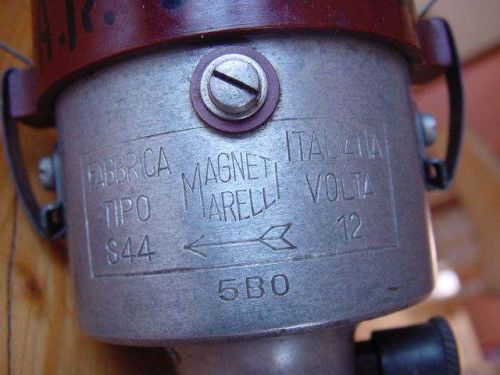 FABBRICA MAGNETI ITALIANA
TIPO MARELLI VOLTA
S44 12
5B0